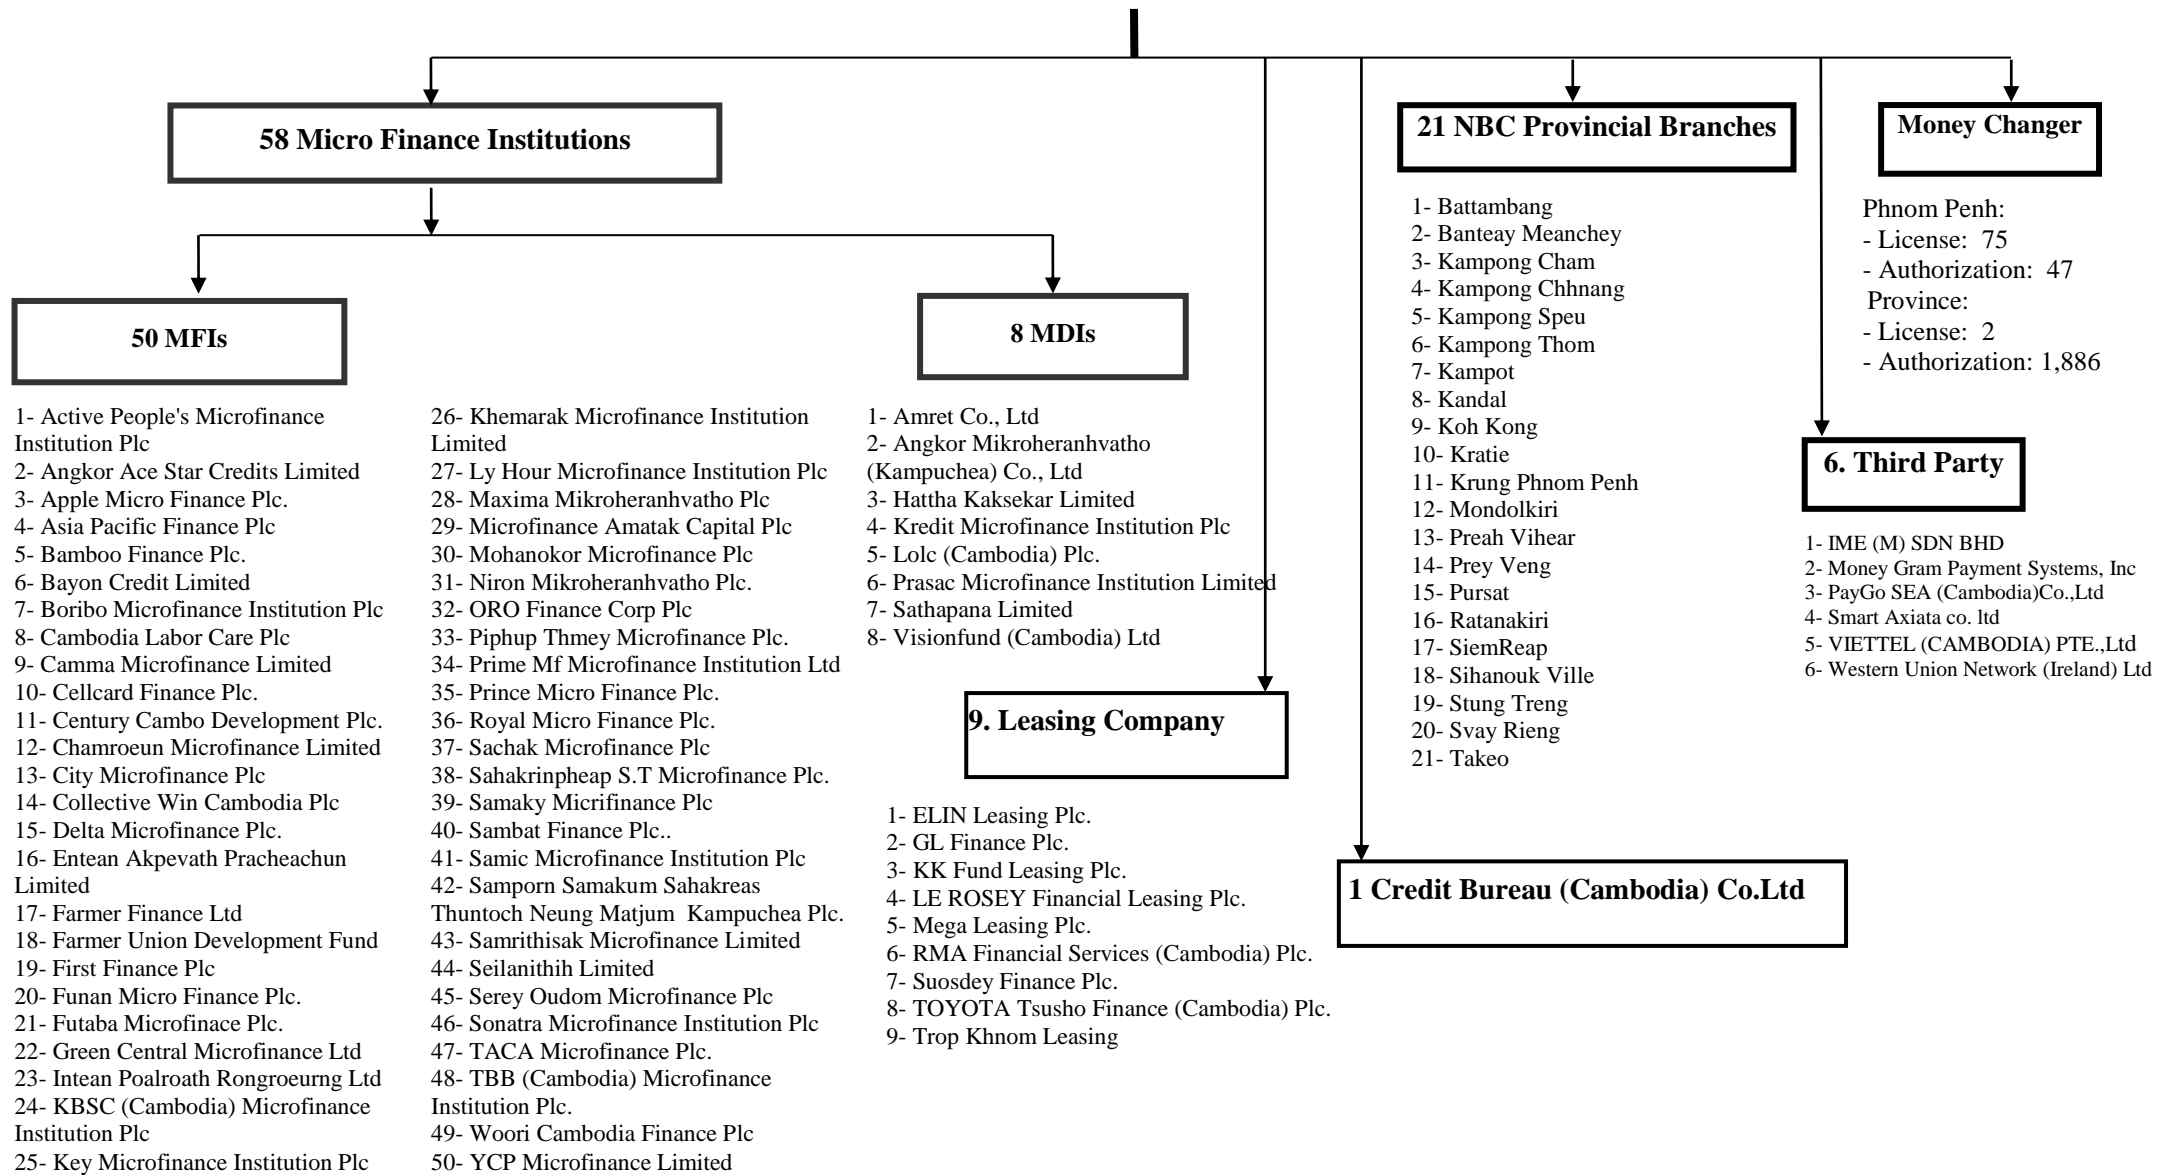 58 Micro Finance Institutions
50 MFIs
1- Active People's Microfinance
Institution Plc
2- Angkor Ace Star Credits Limited
3- Apple Micro Finance Plc.
4- Asia Pacific Finance Plc
5- Bamboo Finance Plc.
6- Bayon Credit Limited
7- Boribo Microfinance Institution Plc
8- Cambodia Labor Care Plc
9- Camma Microfinance Limited
10- Cellcard Finance Plc.
11- Century Cambo Development Plc.
12- Chamroeun Microfinance Limited
13- City Microfinance Plc
14- Collective Win Cambodia Plc
15- Delta Microfinance Plc.
16- Entean Akpevath Pracheachun
Limited
17- Farmer Finance Ltd
18- Farmer Union Development Fund
19- First Finance Plc
20- Funan Micro Finance Plc.
21- Futaba Microfinace Plc.
22- Green Central Microfinance Ltd
23- Intean Poalroath Rongroeurng Ltd
24- KBSC (Cambodia) Microfinance
Institution Plc
25- Key Microfinance Institution Plc
26- Khemarak Microfinance Institution
Limited
27- Ly Hour Microfinance Institution Plc
28- Maxima Mikroheranhvatho Plc
29- Microfinance Amatak Capital Plc
30- Mohanokor Microfinance Plc
31- Niron Mikroheranhvatho Plc.
32- ORO Finance Corp Plc
33- Piphup Thmey Microfinance Plc.
34- Prime Mf Microfinance Institution Ltd
35- Prince Micro Finance Plc.
36- Royal Micro Finance Plc.
37- Sachak Microfinance Plc
38- Sahakrinpheap S.T Microfinance Plc.
39- Samaky Micrifinance Plc
40- Sambat Finance Plc..
41- Samic Microfinance Institution Plc
42- Samporn Samakum Sahakreas
Thuntoch Neung Matjum Kampuchea Plc.
43- Samrithisak Microfinance Limited
44- Seilanithih Limited
45- Serey Oudom Microfinance Plc
46- Sonatra Microfinance Institution Plc
47- TACA Microfinance Plc.
48- TBB (Cambodia) Microfinance
Institution Plc.
49- Woori Cambodia Finance Plc
50- YCP Microfinance Limited
8 MDIs
1- Amret Co., Ltd
2- Angkor Mikroheranhvatho
(Kampuchea) Co., Ltd
3- Hattha Kaksekar Limited
4- Kredit Microfinance Institution Plc
5- Lolc (Cambodia) Plc.
6- Prasac Microfinance Institution Limited
7- Sathapana Limited
8- Visionfund (Cambodia) Ltd
9. Leasing Company
1- ELIN Leasing Plc.
2- GL Finance Plc.
3- KK Fund Leasing Plc.
4- LE ROSEY Financial Leasing Plc.
5- Mega Leasing Plc.
6- RMA Financial Services (Cambodia) Plc.
7- Suosdey Finance Plc.
8- TOYOTA Tsusho Finance (Cambodia) Plc.
9- Trop Khnom Leasing
21 NBC Provincial Branches
1- Battambang
2- Banteay Meanchey
3- Kampong Cham
4- Kampong Chhnang
5- Kampong Speu
6- Kampong Thom
7- Kampot
8- Kandal
9- Koh Kong
10- Kratie
11- Krung Phnom Penh
12- Mondolkiri
13- Preah Vihear
14- Prey Veng
15- Pursat
16- Ratanakiri
17- SiemReap
18- Sihanouk Ville
19- Stung Treng
20- Svay Rieng
21- Takeo
1 Credit Bureau (Cambodia) Co.Ltd
Money Changer
Phnom Penh:
- License: 75
- Authorization: 47
Province:
- License: 2
- Authorization: 1,886
6. Third Party
1- IME (M) SDN BHD
2- Money Gram Payment Systems, Inc
3- PayGo SEA (Cambodia)Co.,Ltd
4- Smart Axiata co. ltd
5- VIETTEL (CAMBODIA) PTE.,Ltd
6- Western Union Network (Ireland) Ltd